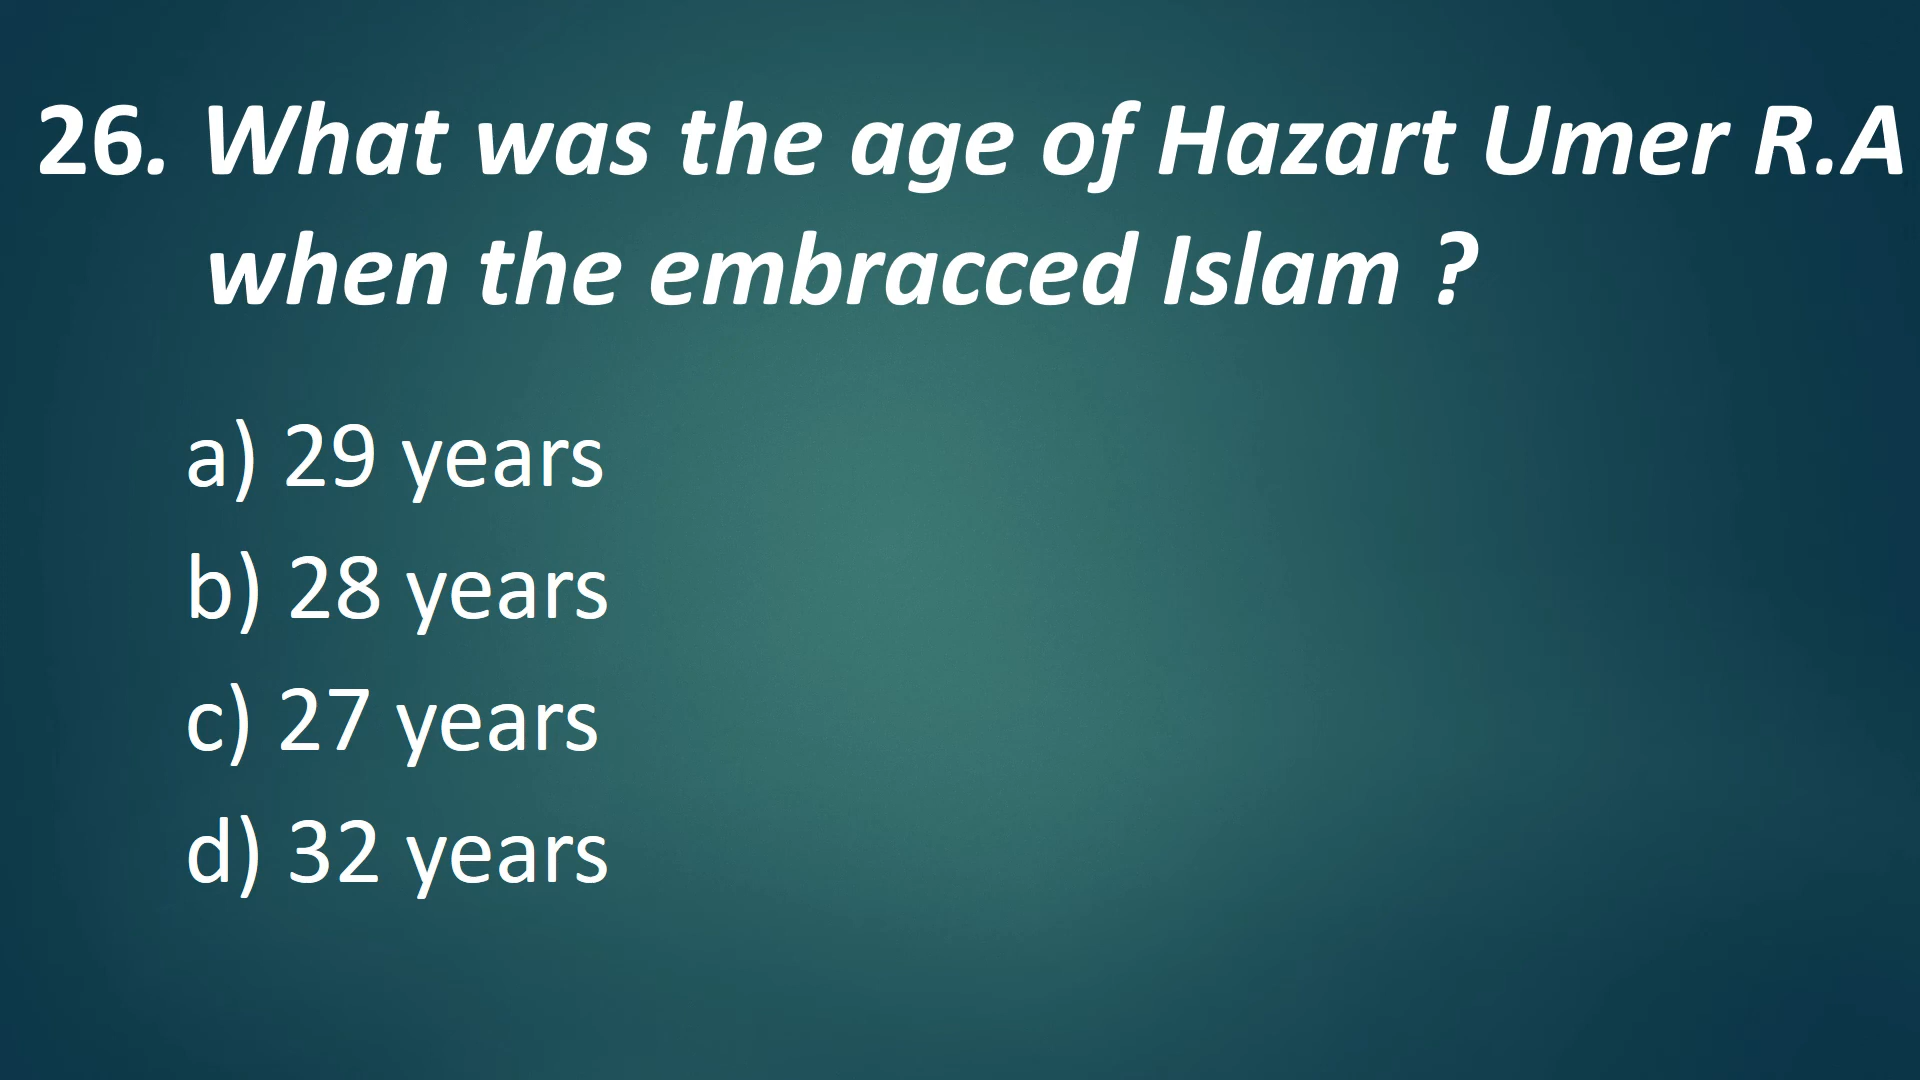 26. What was the age of Hazart Umer R.A
when the embracced Islam ?
a) 29 years
b) 28 years
c) 27 years
d) 32 years